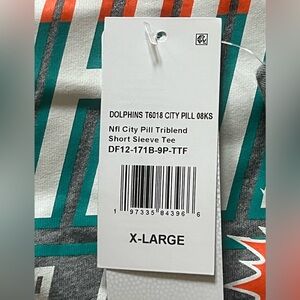 DOLPHINS T6018 CITY PILL 08KS
Nfl City Pill Triblend
Short Sleeve Tee
DF12-171B-9P-TTF
1 97335 84396 6
X-LARGE